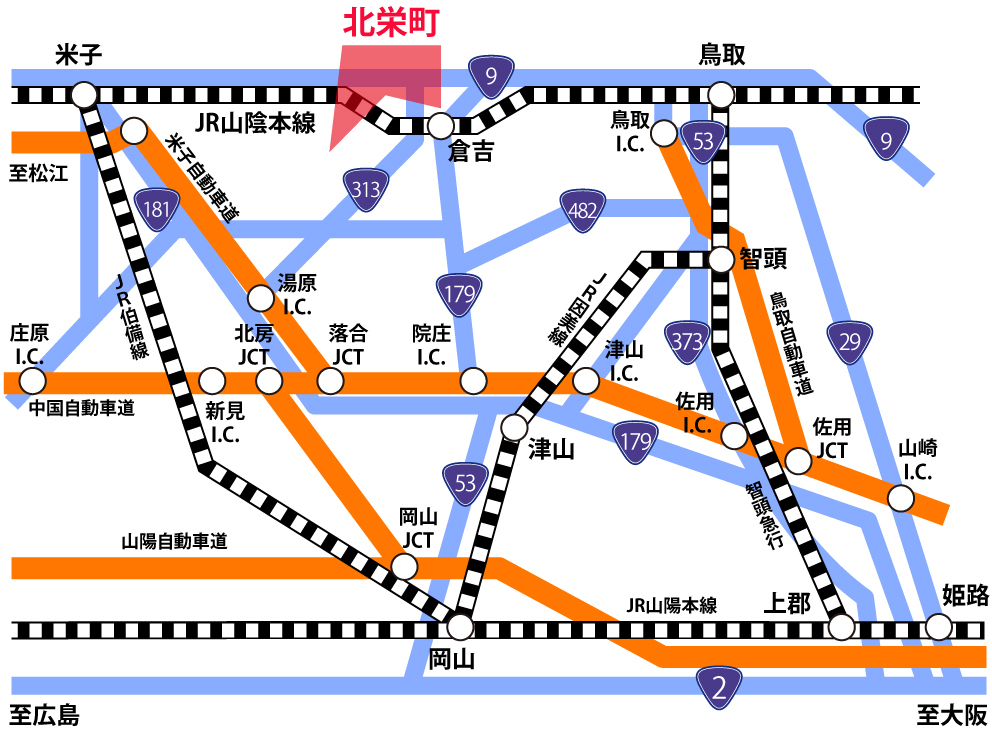 北栄町
米子
鳥取
9
JR山陰本線
倉吉
鳥取
I.C.
53
9
至松江
米子自動車道
181
313
482
智頭
湯原
I.C.
179
JR因美線
鳥取自動車道
JR伯備線
庄原
I.C.
北房
JCT
落合
JCT
院庄
I.C.
津山
I.C.
373
29
中国自動車道
新見
I.C.
佐用
I.C.
佐用
JCT
津山
179
山崎
I.C.
53
智頭急行
岡山
JCT
山陽自動車道
JR山陽本線
上郡
姫路
岡山
2
至広島
至大阪